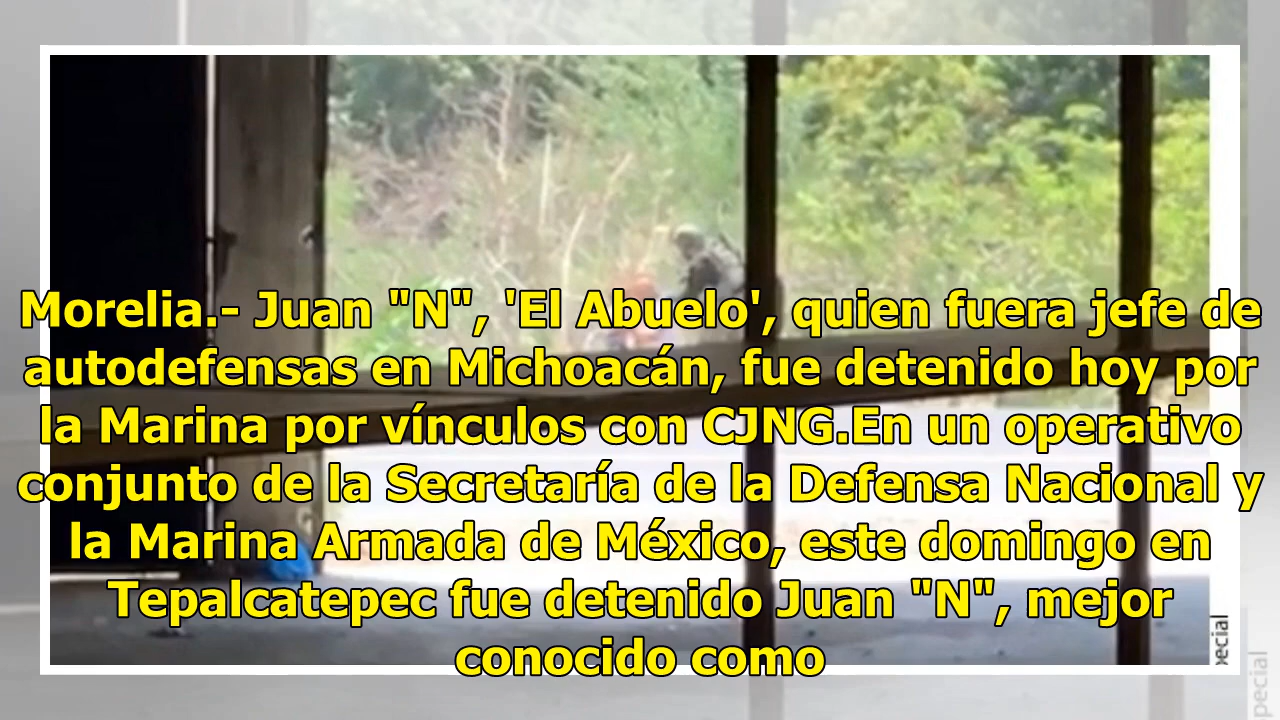 Morelia.- Juan "N", 'El Abuelo', quien fuera jefe de
autodefensas en Michoacán, fue detenido hoy por
la Marina por vínculos con CJNG.En un operativo
conjunto de la Secretaría de la Defensa Nacional y
la Marina Armada de México, este domingo en
Tepalcatepec fue detenido Juan "N", mejor
conocido como
pecial
pecial